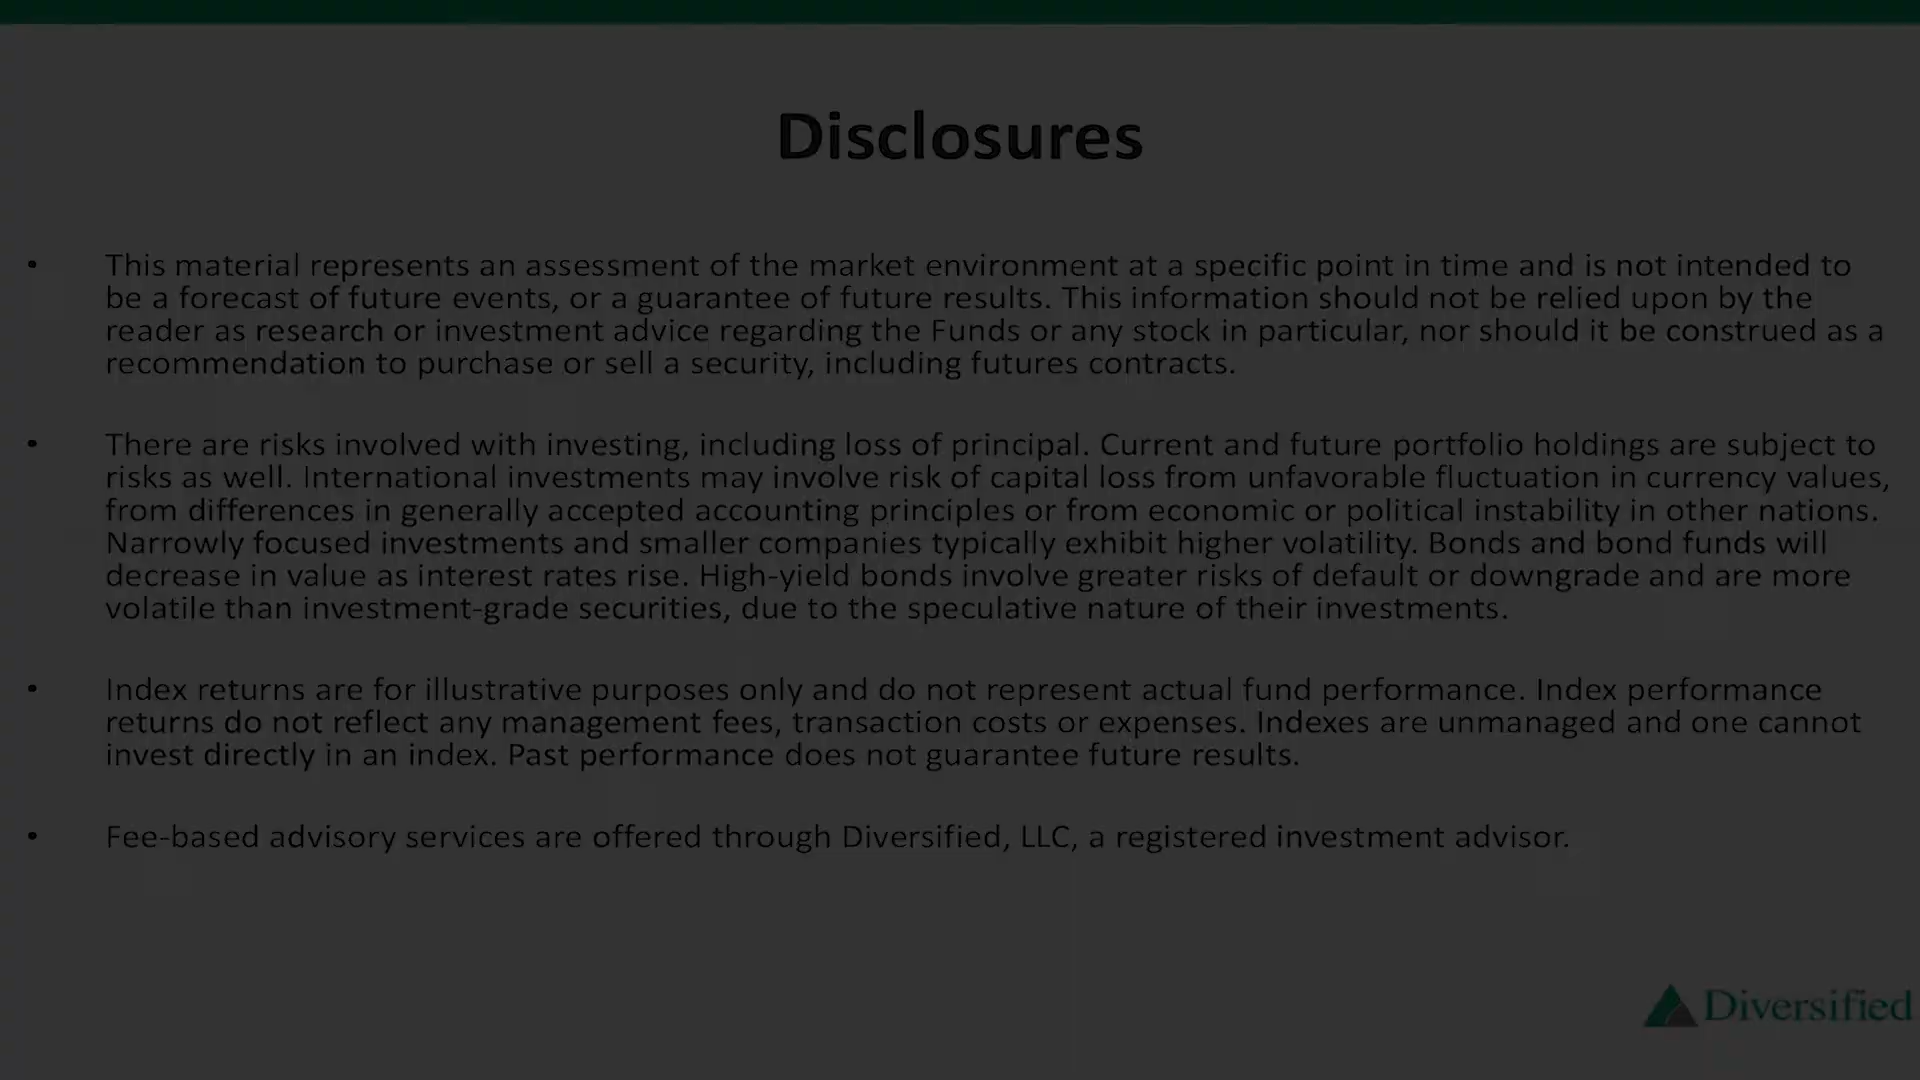 Disclosures
• This material represents an assessment of the market environment at a specific point in time and is not intended to
be a forecast of future events, or a guarantee of future results. This information should not be relied upon by the
reader as research or investment advice regarding the Funds or any stock in particular, nor should it be construed as a
recommendation to purchase or sell a security, including futures contracts.
• There are risks involved with investing, including loss of principal. Current and future portfolio holdings are subject to
risks as well. International investments may involve risk of capital loss from unfavorable fluctuation in currency values,
from differences in generally accepted accounting principles or from economic or political instability in other nations.
Narrowly focused investments and smaller companies typically exhibit higher volatility. Bonds and bond funds will
decrease in value as interest rates rise. High-yield bonds involve greater risks of default or downgrade and are more
volatile than investment-grade securities, due to the speculative nature of their investments.
• Index returns are for illustrative purposes only and do not represent actual fund performance. Index performance
returns do not reflect any management fees, transaction costs or expenses. Indexes are unmanaged and one cannot
invest directly in an index. Past performance does not guarantee future results.
• Fee-based advisory services are offered through Diversified, LLC, a registered investment advisor.
Diversified